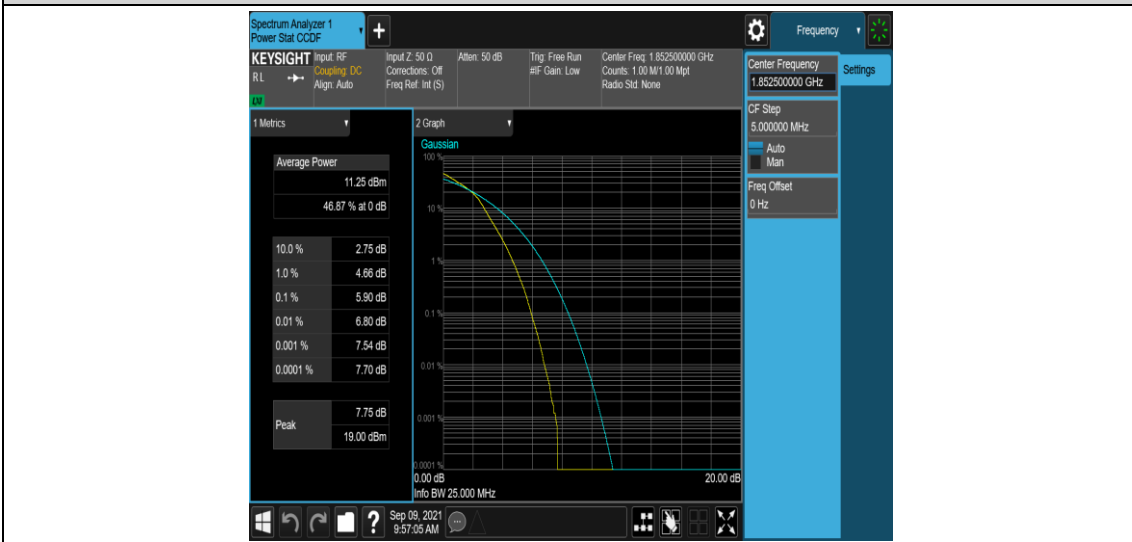 Spectrum Analyzer 1
Power Stat CCDF
+
Frequency
KEYSIGHT
RL
LXI
Input: RF
Coupling: DC
Align: Auto
Input Z: 50 Ω
Corrections: Off
Freq Ref: Int (S)
Atten: 50 dB
Trig: Free Run
#IF Gain: Low
Center Freq: 1.852500000 GHz
Counts: 1.00 M/1.00 Mpt
Radio Std: None
Center Frequency
1.852500000 GHz
Settings
CF Step
5.000000 MHz
Auto
Man
Freq Offset
0 Hz
1 Metrics
Average Power
11.25 dBm
46.87 % at 0 dB
10.0 % 2.75 dB
1.0 % 4.66 dB
0.1 % 5.90 dB
0.01 % 6.80 dB
0.001 % 7.54 dB
0.0001 % 7.70 dB
Peak
7.75 dB
19.00 dBm
2 Graph
Gaussian
100 %
10 %
1 %
0.1 %
0.01 %
0.001 %
0.0001 %
0.00 dB 20.00 dB
Info BW 25.000 MHz
?
Sep 09, 2021
9:57:05 AM